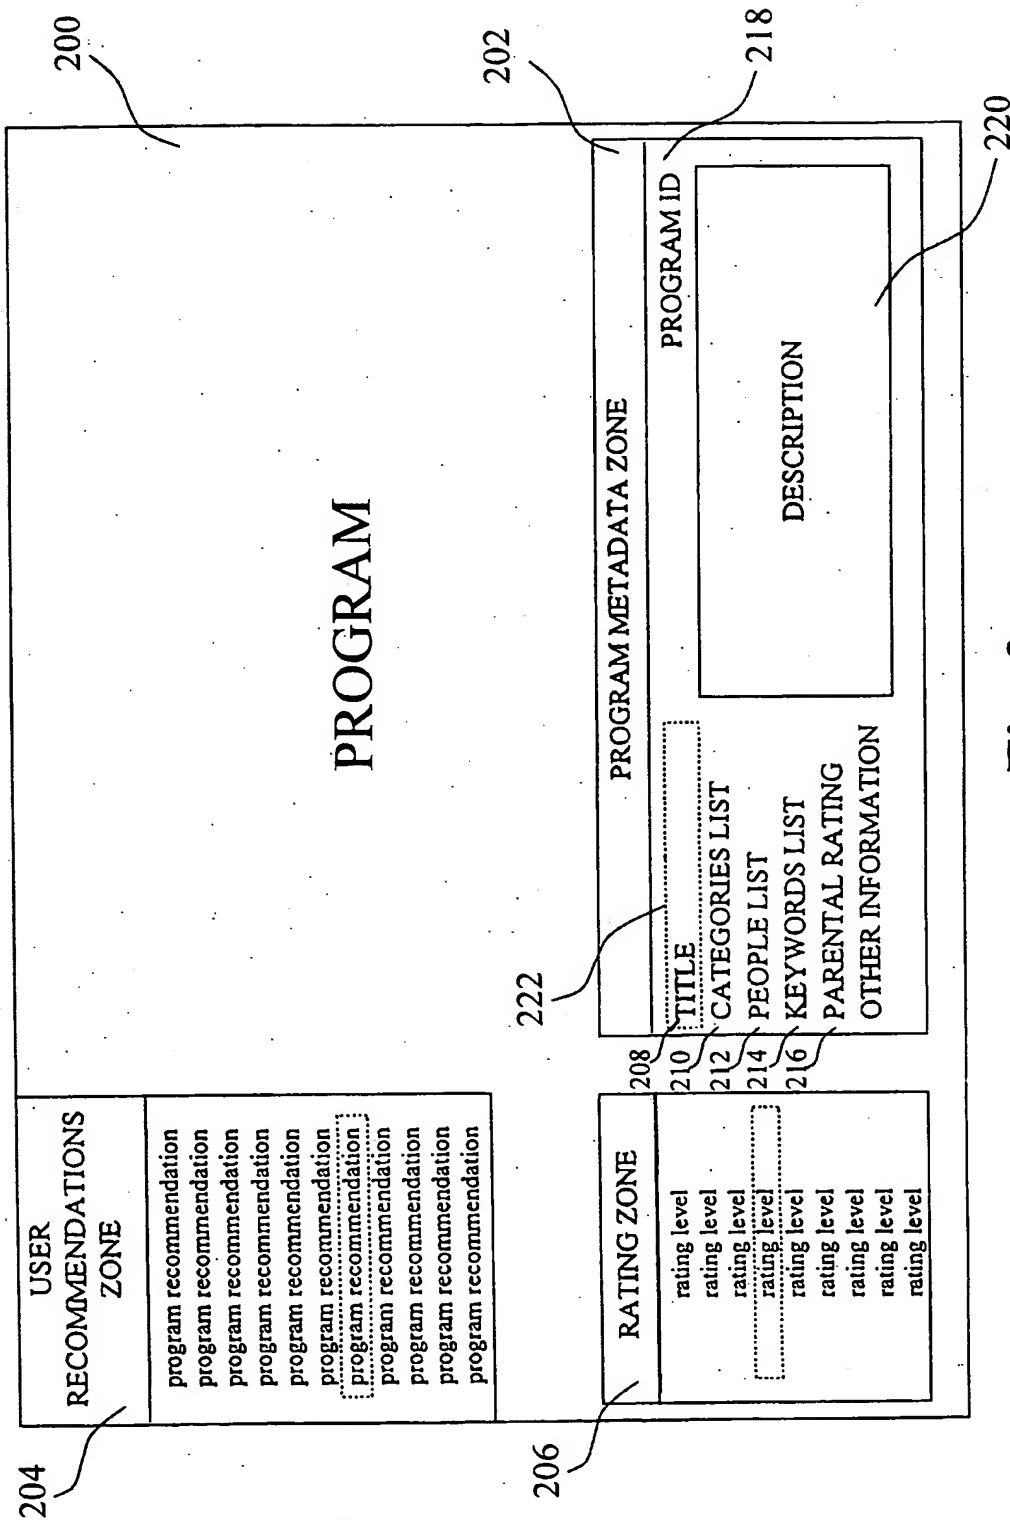 204
USER
RECOMMENDATIONS
ZONE
program recommendation
program recommendation
program recommendation
program recommendation
program recommendation
program recommendation
program recommendation
program recommendation
program recommendation
program recommendation
program recommendation
PROGRAM
200
206
RATING ZONE
rating level
rating level
rating level
rating level
rating level
rating level
rating level
rating level
rating level
222
202
PROGRAM METADATA ZONE
208 TITLE
210 CATEGORIES LIST
212 PEOPLE LIST
214 KEYWORDS LIST
216 PARENTAL RATING
OTHER INFORMATION
PROGRAM ID
218
DESCRIPTION
220